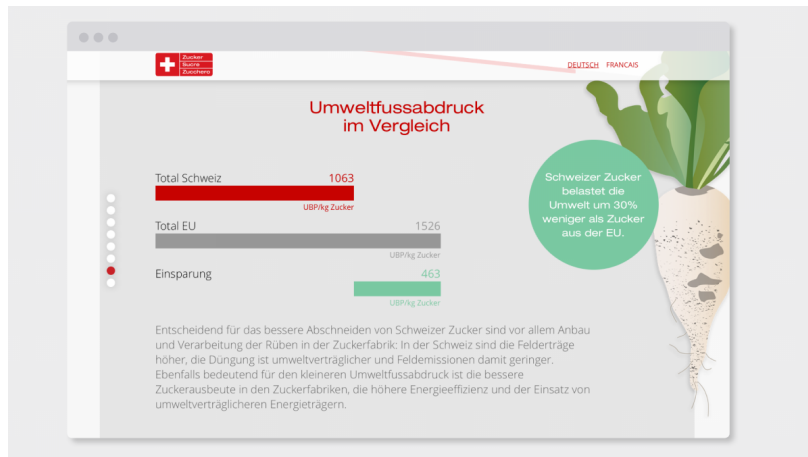 Zucker
Sucre
Zucchero
DEUTSCH FRANCAIS
Umweltfussabdruck
im Vergleich
Total Schweiz 1063
UBP/kg Zucker
Total EU 1526
UBP/kg Zucker
Einsparung 463
UBP/kg Zucker
Schweizer Zucker
belastet die
Umwelt um 30%
weniger als Zucker
aus der EU.
Entscheidend für das bessere Abschneiden von Schweizer Zucker sind vor allem Anbau
und Verarbeitung der Rüben in der Zuckerfabrik: In der Schweiz sind die Felderträge
höher, die Düngung ist umweltverträglicher und Feldemissionen damit geringer.
Ebenfalls bedeutend für den kleineren Umweltfussabdruck ist die bessere
Zuckerausbeute in den Zuckerfabriken, die höhere Energieeffizienz und der Einsatz von
umweltverträglicheren Energieträgern.